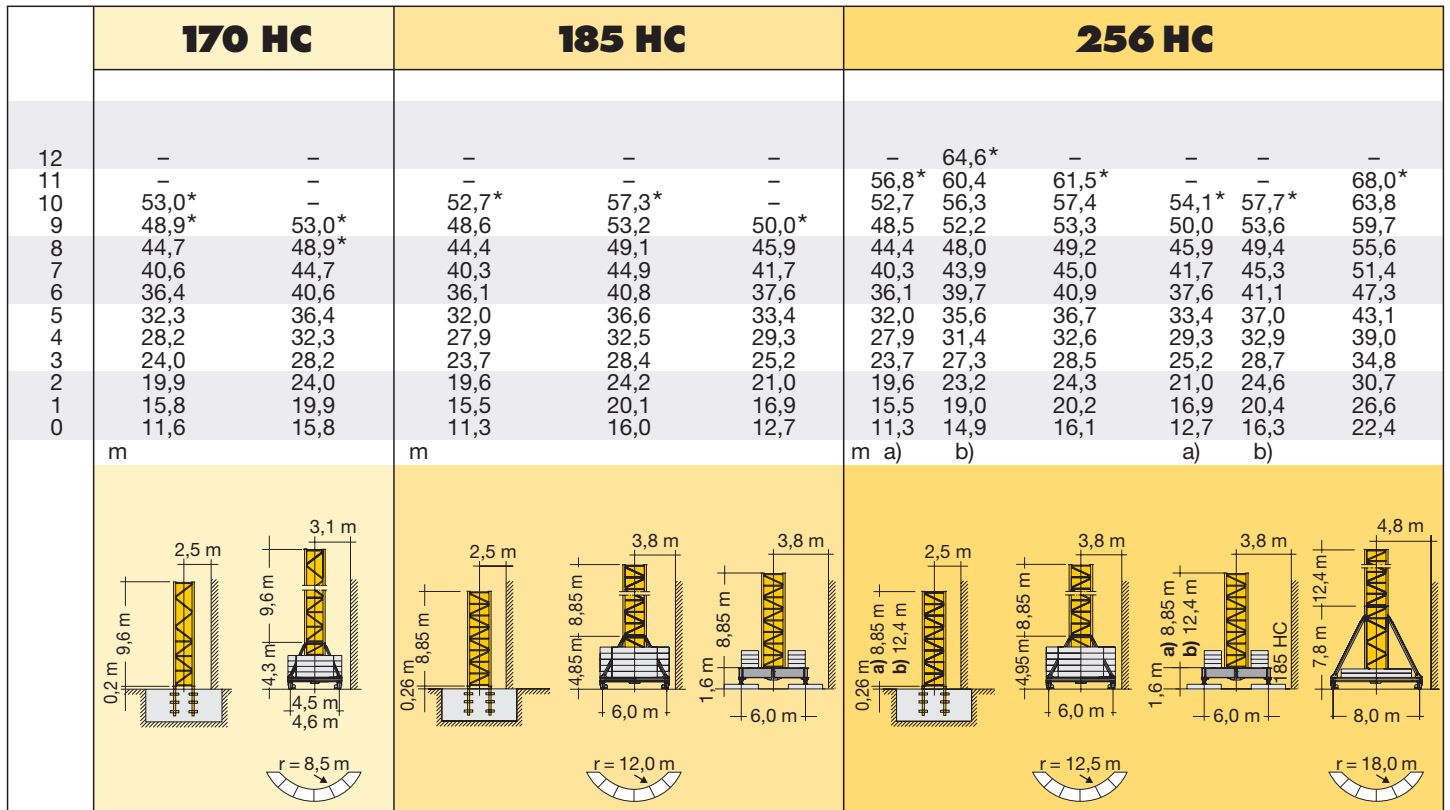 170 HC 185 HC 256 HC
12 – – – – – – 64,6* – – – –
11 – – – – – 56,8* 60,4 61,5* – – 68,0*
10 53,0* – 52,7* 57,3* – 52,7 56,3 57,4 54,1* 57,7* 63,8
9 48,9* 53,0* 48,6 53,2 50,0* 48,5 52,2 53,3 50,0 53,6 59,7
8 44,7 48,9* 44,4 49,1 45,9 44,4 48,0 49,2 45,9 49,4 55,6
7 40,6 44,7 40,3 44,9 41,7 40,3 43,9 45,0 41,7 45,3 51,4
6 36,4 40,6 36,1 40,8 37,6 36,1 39,7 40,9 37,6 41,1 47,3
5 32,3 36,4 32,0 36,6 33,4 32,0 35,6 36,7 33,4 37,0 43,1
4 28,2 32,3 27,9 32,5 29,3 27,9 31,4 32,6 29,3 32,9 39,0
3 24,0 28,2 23,7 28,4 25,2 23,7 27,3 28,5 25,2 28,7 34,8
2 19,9 24,0 19,6 24,2 21,0 19,6 23,2 24,3 21,0 24,6 30,7
1 15,8 19,9 15,5 20,1 16,9 15,5 19,0 20,2 16,9 20,4 26,6
0 11,6 15,8 11,3 16,0 12,7 11,3 14,9 16,1 12,7 16,3 22,4
m m m a) b) a) b)
2,5 m
9,6 m
0,2 m
3,1 m
9,6 m
4,3 m
4,5 m
4,6 m
r = 8,5 m
2,5 m
8,85 m
0,26 m
3,8 m
8,85 m
4,85 m
6,0 m
r = 12,0 m
3,8 m
8,85 m
1,6 m
6,0 m
2,5 m
a) 8,85 m
b) 12,4 m
0,26 m
3,8 m
8,85 m
4,95 m
6,0 m
r = 12,5 m
3,8 m
a) 8,85 m
b) 12,4 m
1,6 m
185 HC
6,0 m
4,8 m
12,4 m
7,8 m
8,0 m
r = 18,0 m